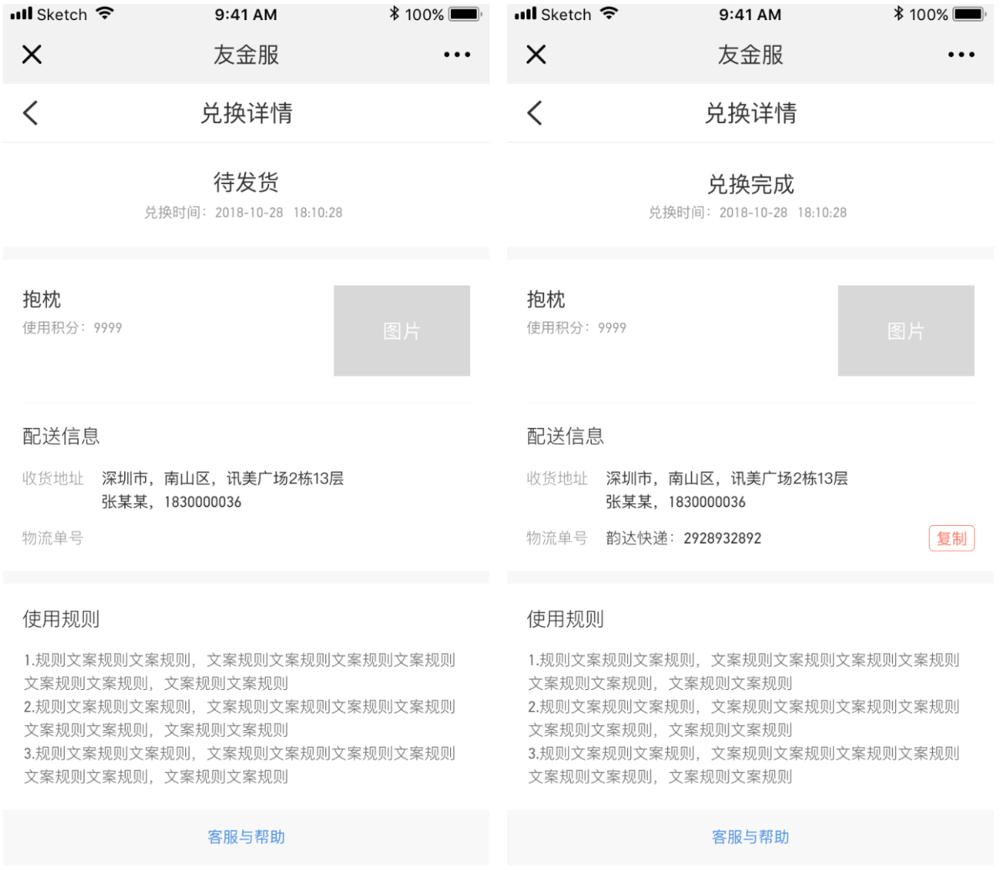 Sketch 9:41 AM 100%
友金服
兑换详情
待发货
兑换时间：2018-10-28 18:10:28
抱枕
使用积分：9999
图片
配送信息
收货地址 深圳市，南山区，讯美广场2栋13层
张某某，1830000036
物流单号
使用规则
1.规则文案规则文案规则，文案规则文案规则文案规则文案规则
文案规则文案规则，文案规则文案规则
2.规则文案规则文案规则，文案规则文案规则文案规则文案规则
文案规则文案规则，文案规则文案规则
3.规则文案规则文案规则，文案规则文案规则文案规则文案规则
文案规则文案规则，文案规则文案规则
客服与帮助
Sketch 9:41 AM 100%
友金服
兑换详情
兑换完成
兑换时间：2018-10-28 18:10:28
抱枕
使用积分：9999
图片
配送信息
收货地址 深圳市，南山区，讯美广场2栋13层
张某某，1830000036
物流单号 韵达快递：2928932892 复制
使用规则
1.规则文案规则文案规则，文案规则文案规则文案规则文案规则
文案规则文案规则，文案规则文案规则
2.规则文案规则文案规则，文案规则文案规则文案规则文案规则
文案规则文案规则，文案规则文案规则
3.规则文案规则文案规则，文案规则文案规则文案规则文案规则
文案规则文案规则，文案规则文案规则
客服与帮助